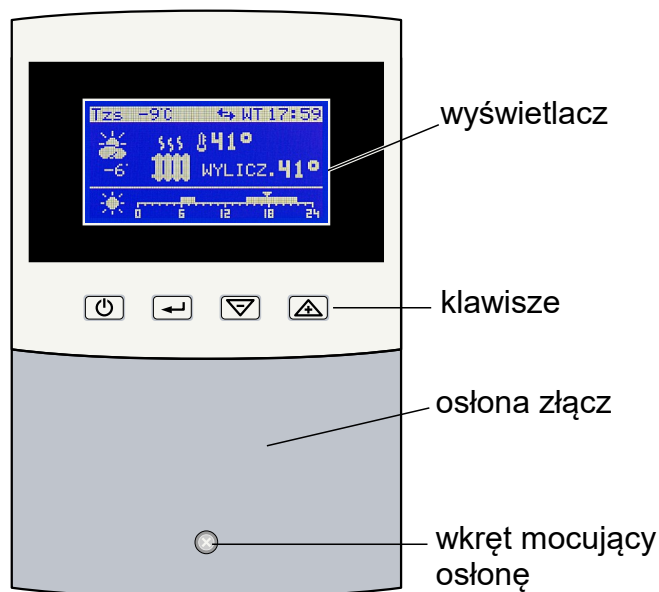 Tzs -9°C ⇆ WT 17:59
41°
-6° WYLICZ. 41°
0 6 12 18 24
wyświetlacz
klawisze
osłona złącz
wkręt mocujący
osłonę